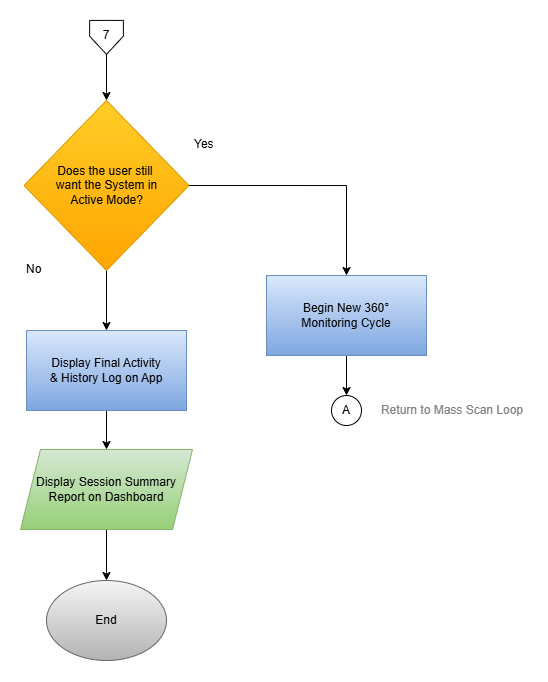 7
Does the user still
want the System in
Active Mode?
Yes
No
Begin New 360°
Monitoring Cycle
Display Final Activity
& History Log on App
A
Return to Mass Scan Loop
Display Session Summary
Report on Dashboard
End